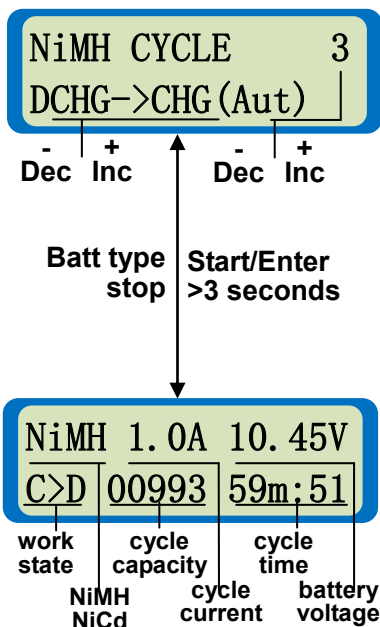 NiMH CYCLE 3
DCHG->CHG(Aut)
- + - +
Dec Inc Dec Inc
Batt type Start/Enter
stop >3 seconds
NiMH 1.0A 10.45V
C>D 00993 59m:51
work cycle cycle
state capacity time
NiMH cycle battery
NiCd current voltage